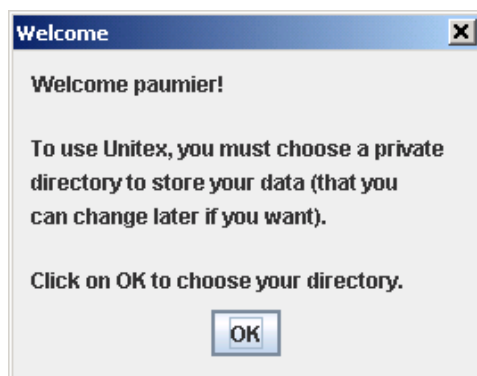 Welcome
Welcome paumier!
To use Unitex, you must choose a private
directory to store your data (that you
can change later if you want).
Click on OK to choose your directory.
OK